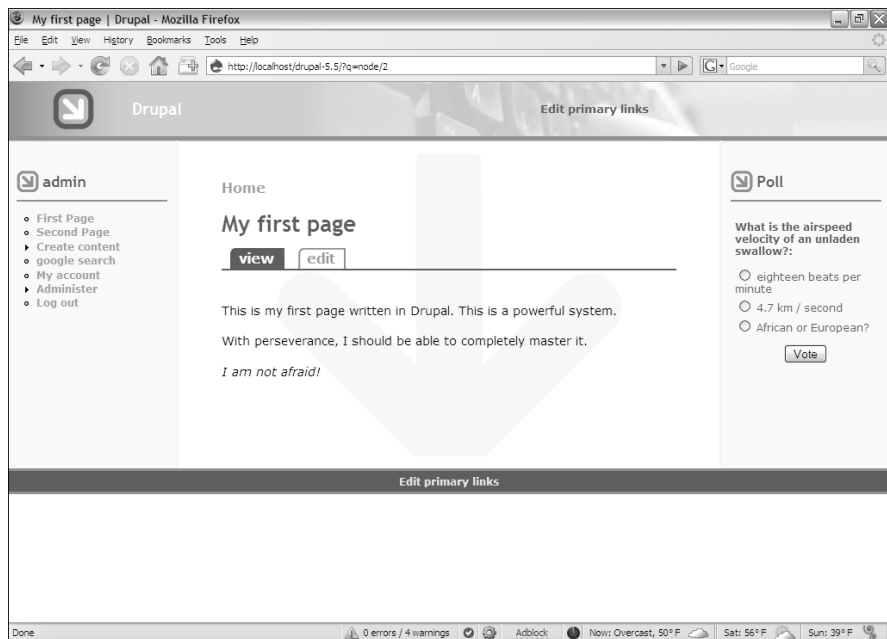 My first page | Drupal - Mozilla Firefox
File Edit View History Bookmarks Tools Help
http://localhost/drupal-5.5/?q=node/2
G Google
Drupal
Edit primary links
admin
First Page
Second Page
Create content
google search
My account
Administer
Log out
Home
My first page
view edit
This is my first page written in Drupal. This is a powerful system.
With perseverance, I should be able to completely master it.
I am not afraid!
Poll
What is the airspeed
velocity of an unladen
swallow?:
eighteen beats per
minute
4.7 km / second
African or European?
Vote
Edit primary links
Done
0 errors / 4 warnings
Adblock
Now: Overcast, 50° F
Sat: 56° F
Sun: 39° F